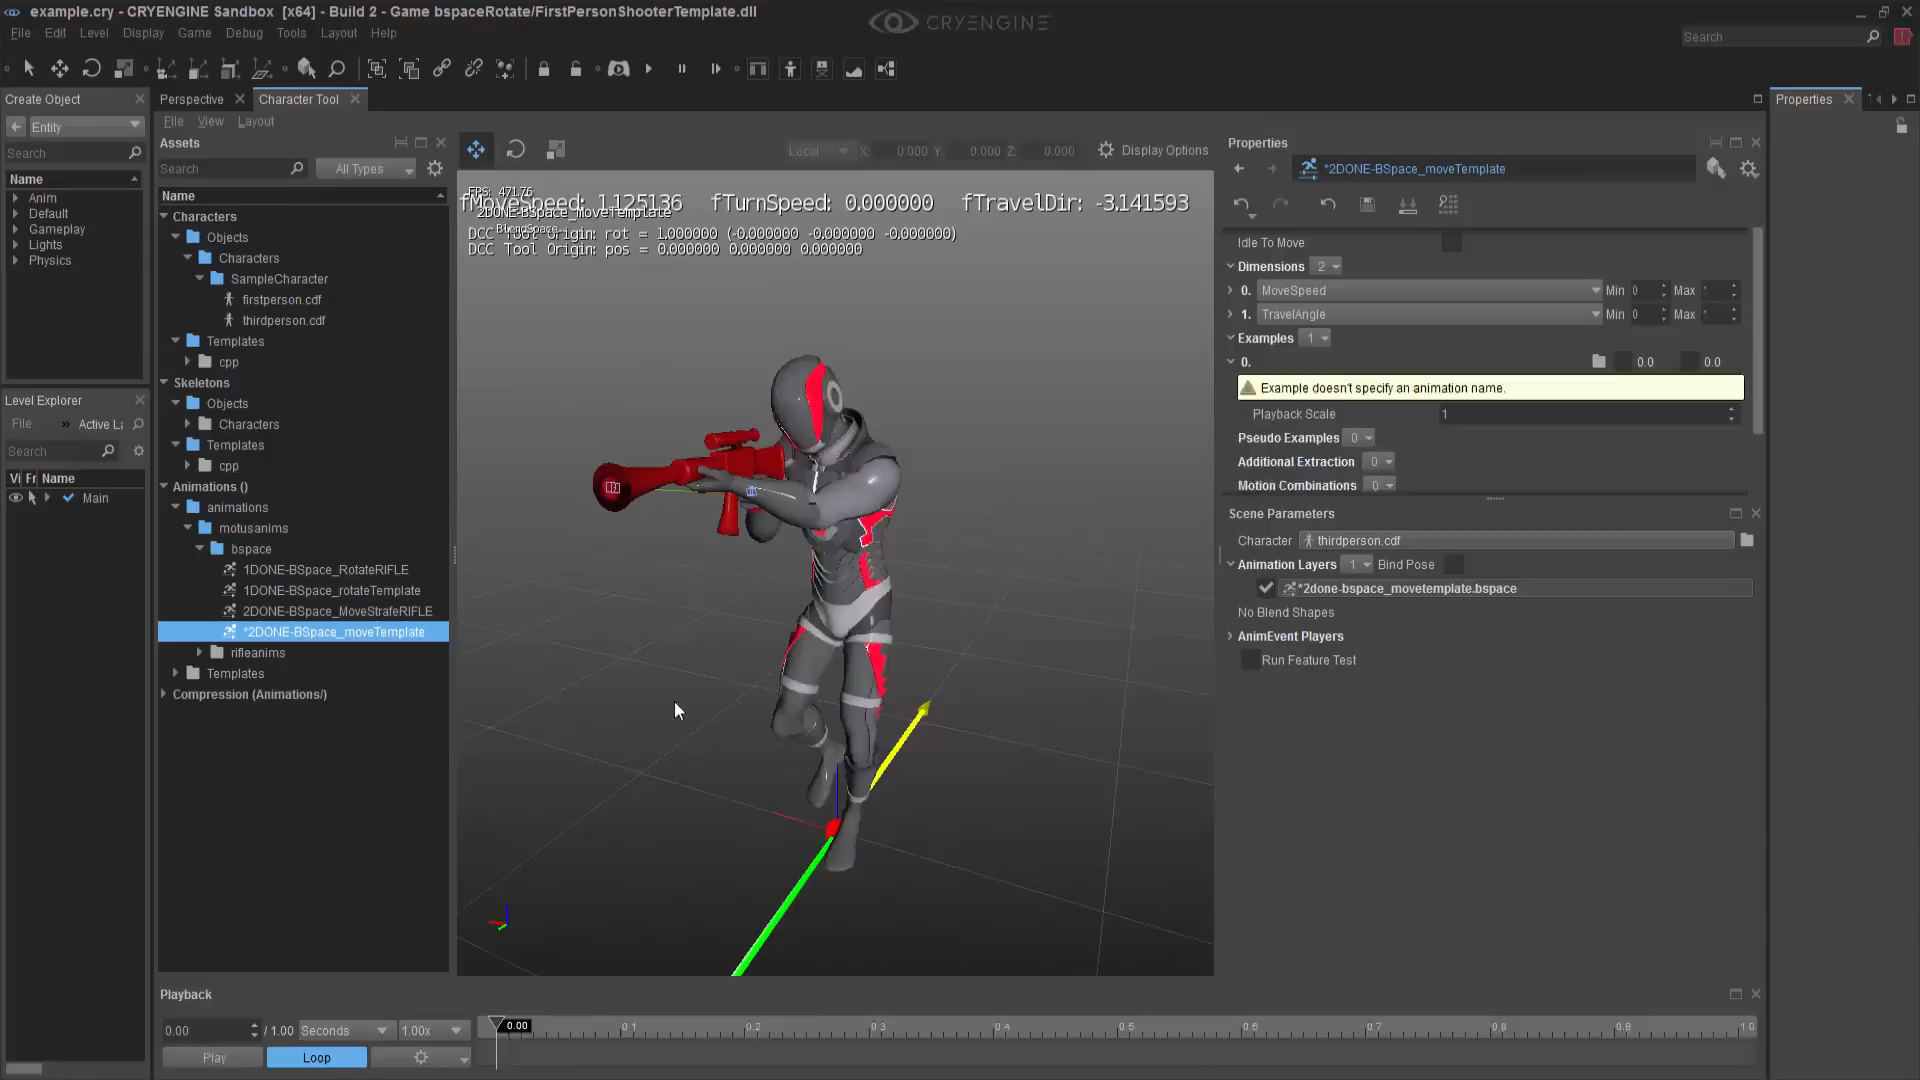 example.cry - CRYENGINE Sandbox [x64] - Build 2 - Game bspaceRotate/FirstPersonShooterTemplate.dll
CRYENGINE
File Edit Level Display Game Debug Tools Layout Help
Search
Create Object
Entity
Search
Name
Anim
Default
Gameplay
Lights
Physics
Level Explorer
File » Active La
Search
Vi Fr Name
Main
Perspective
Character Tool
File View Layout
Assets
Search
All Types
Name
Characters
Objects
Characters
SampleCharacter
firstperson.cdf
thirdperson.cdf
Templates
cpp
Skeletons
Objects
Characters
Templates
cpp
Animations ()
animations
motusanims
bspace
1DONE-BSpace_RotateRIFLE
1DONE-BSpace_rotateTemplate
2DONE-BSpace_MoveStrafeRIFLE
*2DONE-BSpace_moveTemplate
rifleanims
Templates
Compression (Animations/)
Local X: 0.000 Y: 0.000 Z: 0.000
Display Options
FPS: 47.176
fMoveSpeed: 1.125136 fTurnSpeed: 0.000000 fTravelDir: -3.141593
2DONE-BSpace_moveTemplate
BlendSpace
DCC Tool Origin: rot = 1.000000 (-0.000000 -0.000000 -0.000000)
DCC Tool Origin: pos = 0.000000 0.000000 0.000000
Properties
*2DONE-BSpace_moveTemplate
Idle To Move
Dimensions 2
0. MoveSpeed Min 0 Max
1. TravelAngle Min 0 Max
Examples 1
0. 0.0 0.0
Example doesn't specify an animation name.
Playback Scale 1
Pseudo Examples 0
Additional Extraction 0
Motion Combinations 0
Scene Parameters
Character thirdperson.cdf
Animation Layers 1 Bind Pose
*2done-bspace_movetemplate.bspace
No Blend Shapes
AnimEvent Players
Run Feature Test
Properties
Playback
0.00 / 1.00 Seconds 1.00x
Play Loop
0.00 0.1 0.2 0.3 0.4 0.5 0.6 0.7 0.8 0.9 1.0